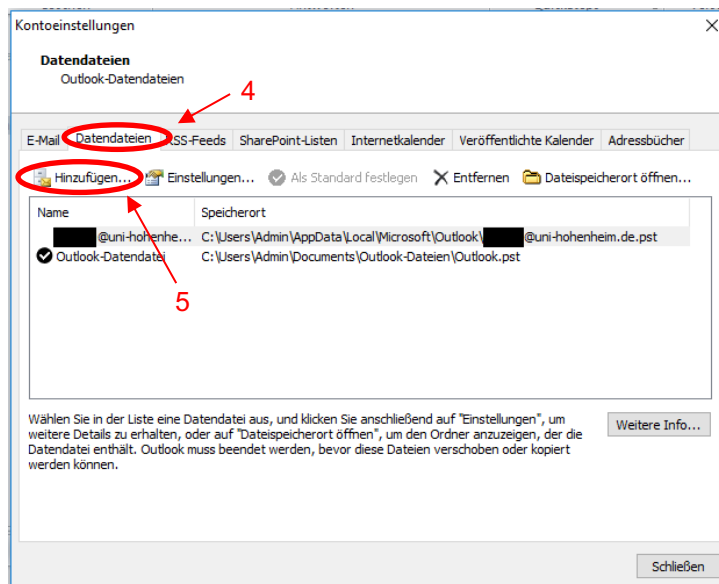 Kontoeinstellungen
Datendateien
Outlook-Datendateien
4
E-Mail Datendateien RSS-Feeds SharePoint-Listen Internetkalender Veröffentlichte Kalender Adressbücher
Hinzufügen... Einstellungen... Als Standard festlegen Entfernen Dateispeicherort öffnen...
Name Speicherort
@uni-hohenhe... C:\Users\Admin\AppData\Local\Microsoft\Outlook\ @uni-hohenheim.de.pst
Outlook-Datendatei C:\Users\Admin\Documents\Outlook-Dateien\Outlook.pst
5
Wählen Sie in der Liste eine Datendatei aus, und klicken Sie anschließend auf "Einstellungen", um
weitere Details zu erhalten, oder auf "Dateispeicherort öffnen", um den Ordner anzuzeigen, der die
Datendatei enthält. Outlook muss beendet werden, bevor diese Dateien verschoben oder kopiert
werden können.
Weitere Info...
Schließen